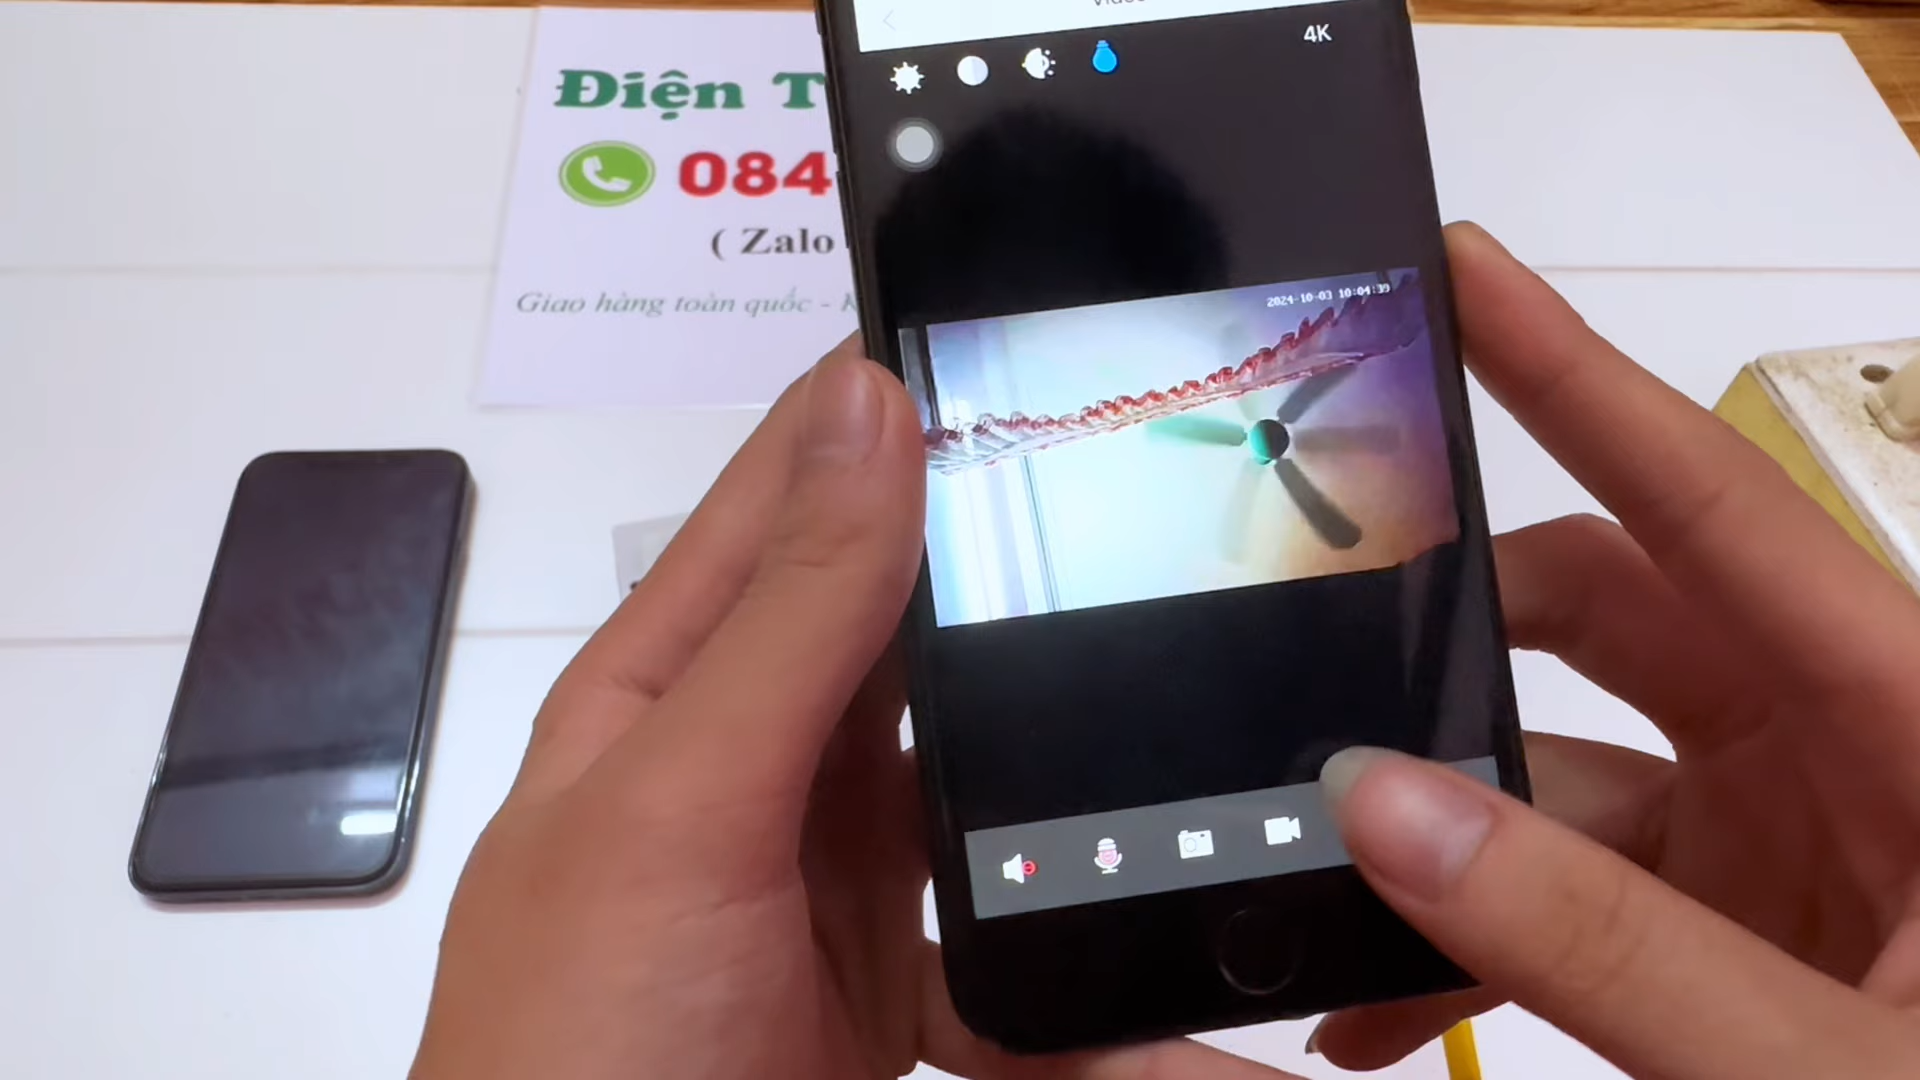 4K
Điện
084
( Zalo
Giao hàng toàn quốc -
2024-10-03 10:04:39